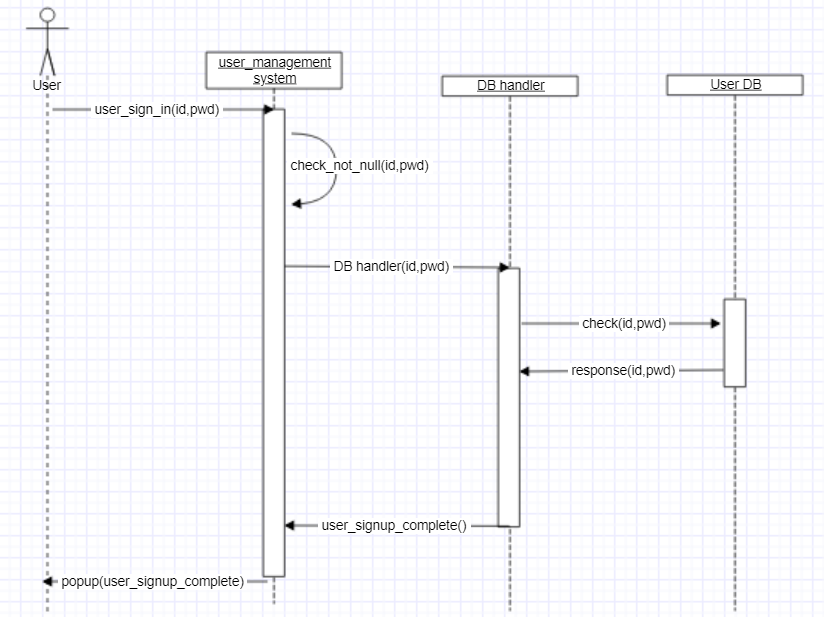 User
user_management
system
DB handler
User DB
user_sign_in(id,pwd)
check_not_null(id,pwd)
DB handler(id,pwd)
check(id,pwd)
response(id,pwd)
user_signup_complete()
popup(user_signup_complete)